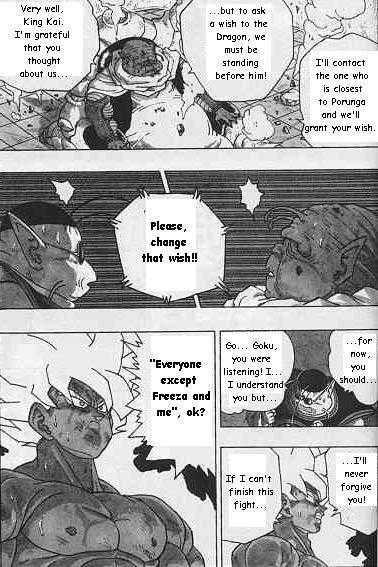 Very well,
King Kai.
I'm grateful
that you
thought
about us...
...but to ask
a wish to the
Dragon, we
must be
standing
before him!
I'll contact
the one who
is closest
to Porunga
and we'll
grant your wish.
Please,
change
that wish!!
"Everyone
except
Freeza and
me", ok?
Go... Goku,
you were
listening! I...
I understand
you but...
...for
now,
you
should...
If I can't
finish this
fight...
...I'll
never
forgive
you!